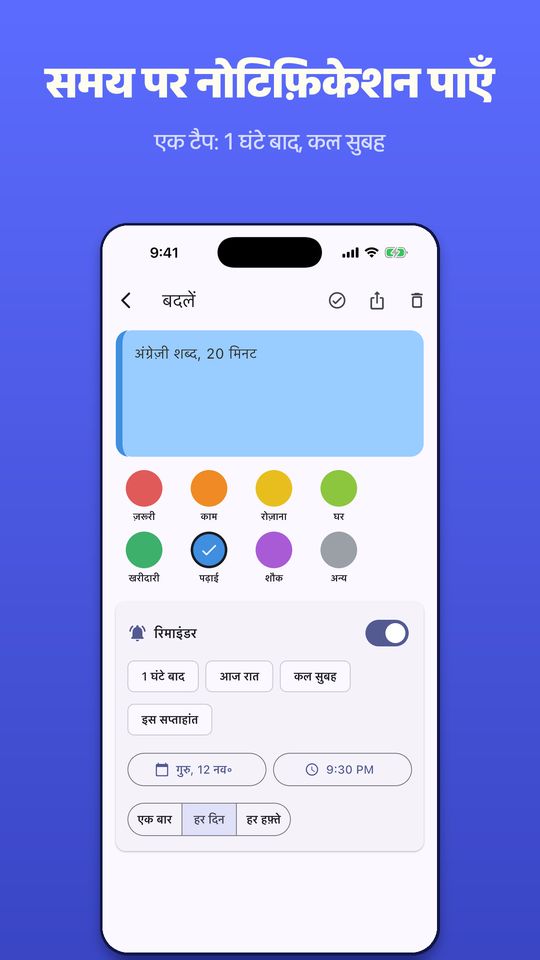 समय पर नोटिफ़िकेशन पाएँ
एक टैप: 1 घंटे बाद, कल सुबह
9:41
बदलें
अंग्रेज़ी शब्द, 20 मिनट
ज़रूरी काम रोज़ाना घर
खरीदारी पढ़ाई शौक अन्य
रिमाइंडर
1 घंटे बाद आज रात कल सुबह
इस सप्ताहांत
गुरु, 12 नव॰ 9:30 PM
एक बार हर दिन हर हफ़्ते